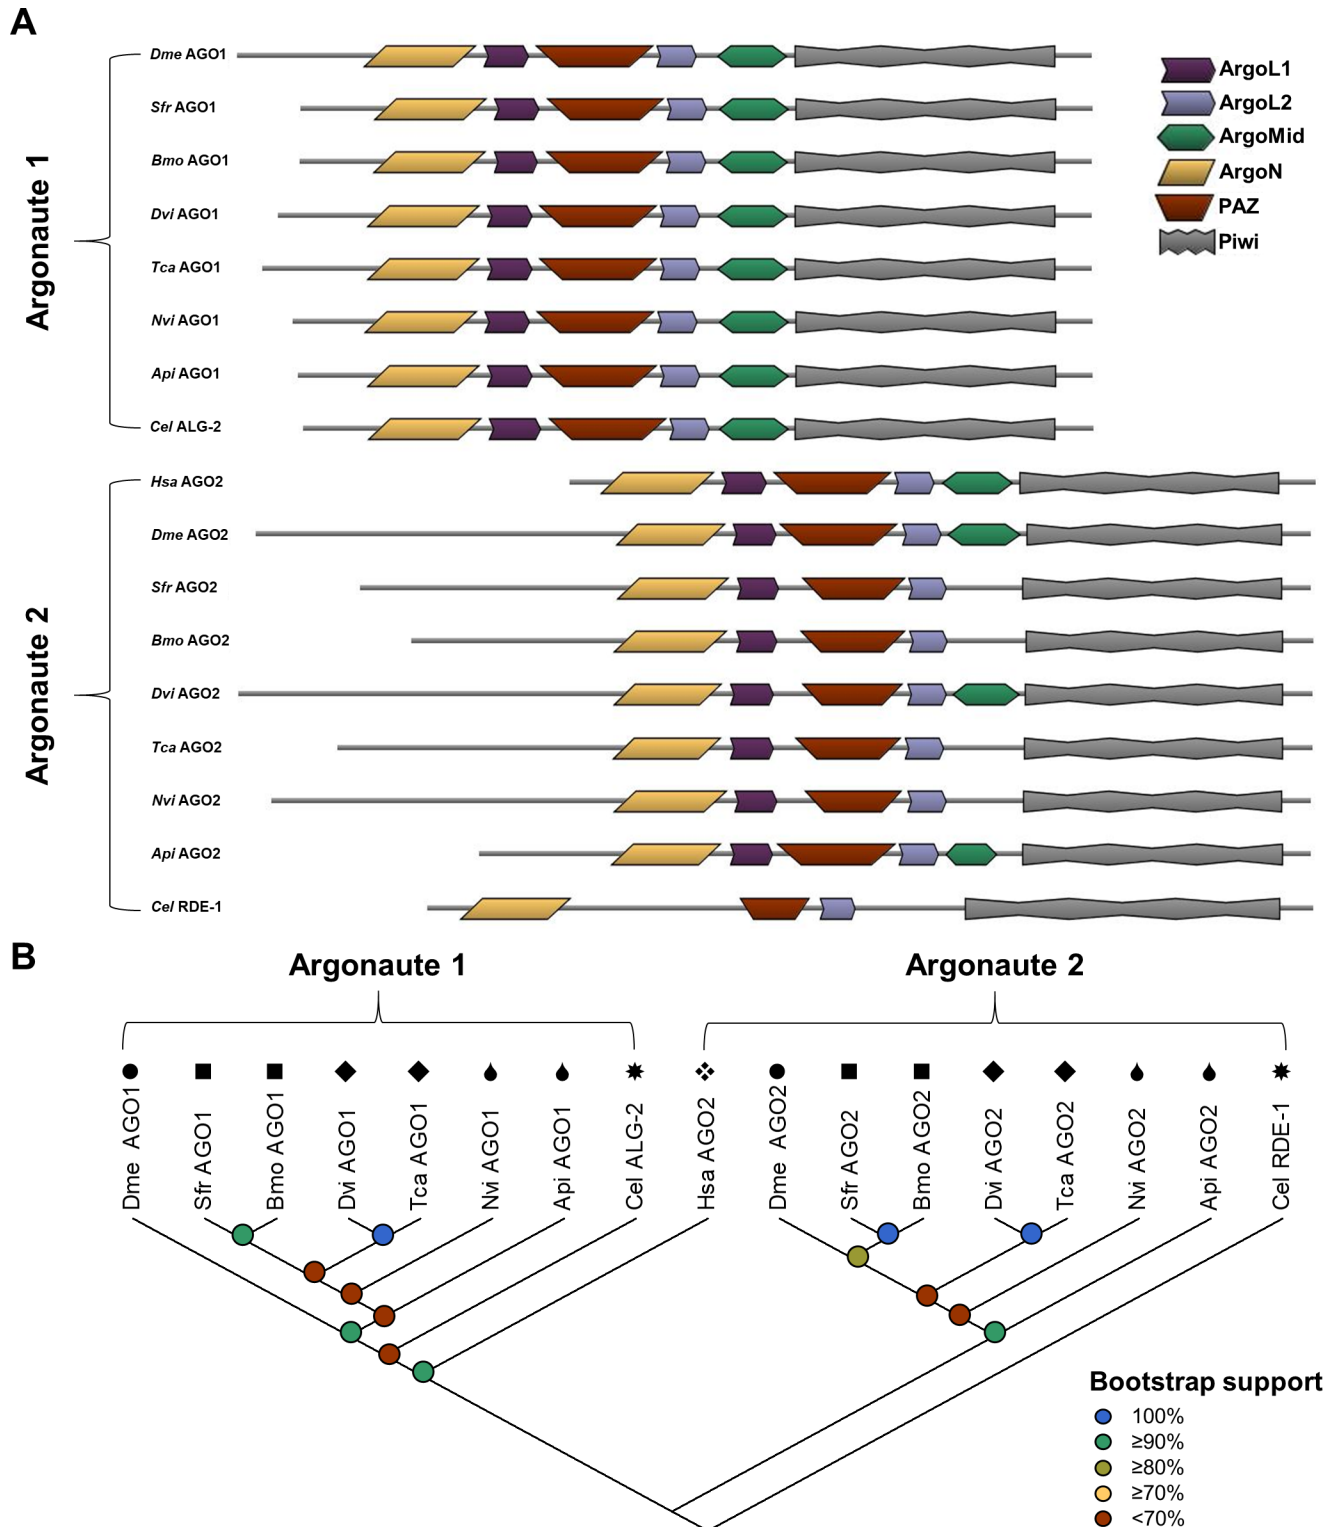 A
Argonaute 1
Dme AGO1
Sfr AGO1
Bmo AGO1
Dvi AGO1
Tca AGO1
Nvi AGO1
Api AGO1
Cel ALG-2
ArgoL1
ArgoL2
ArgoMid
ArgoN
PAZ
Piwi
Argonaute 2
Hsa AGO2
Dme AGO2
Sfr AGO2
Bmo AGO2
Dvi AGO2
Tca AGO2
Nvi AGO2
Api AGO2
Cel RDE-1
B
Argonaute 1
Argonaute 2
Dme AGO1
Sfr AGO1
Bmo AGO1
Dvi AGO1
Tca AGO1
Nvi AGO1
Api AGO1
Cel ALG-2
Hsa AGO2
Dme AGO2
Sfr AGO2
Bmo AGO2
Dvi AGO2
Tca AGO2
Nvi AGO2
Api AGO2
Cel RDE-1
Bootstrap support
100%
≥90%
≥80%
≥70%
<70%